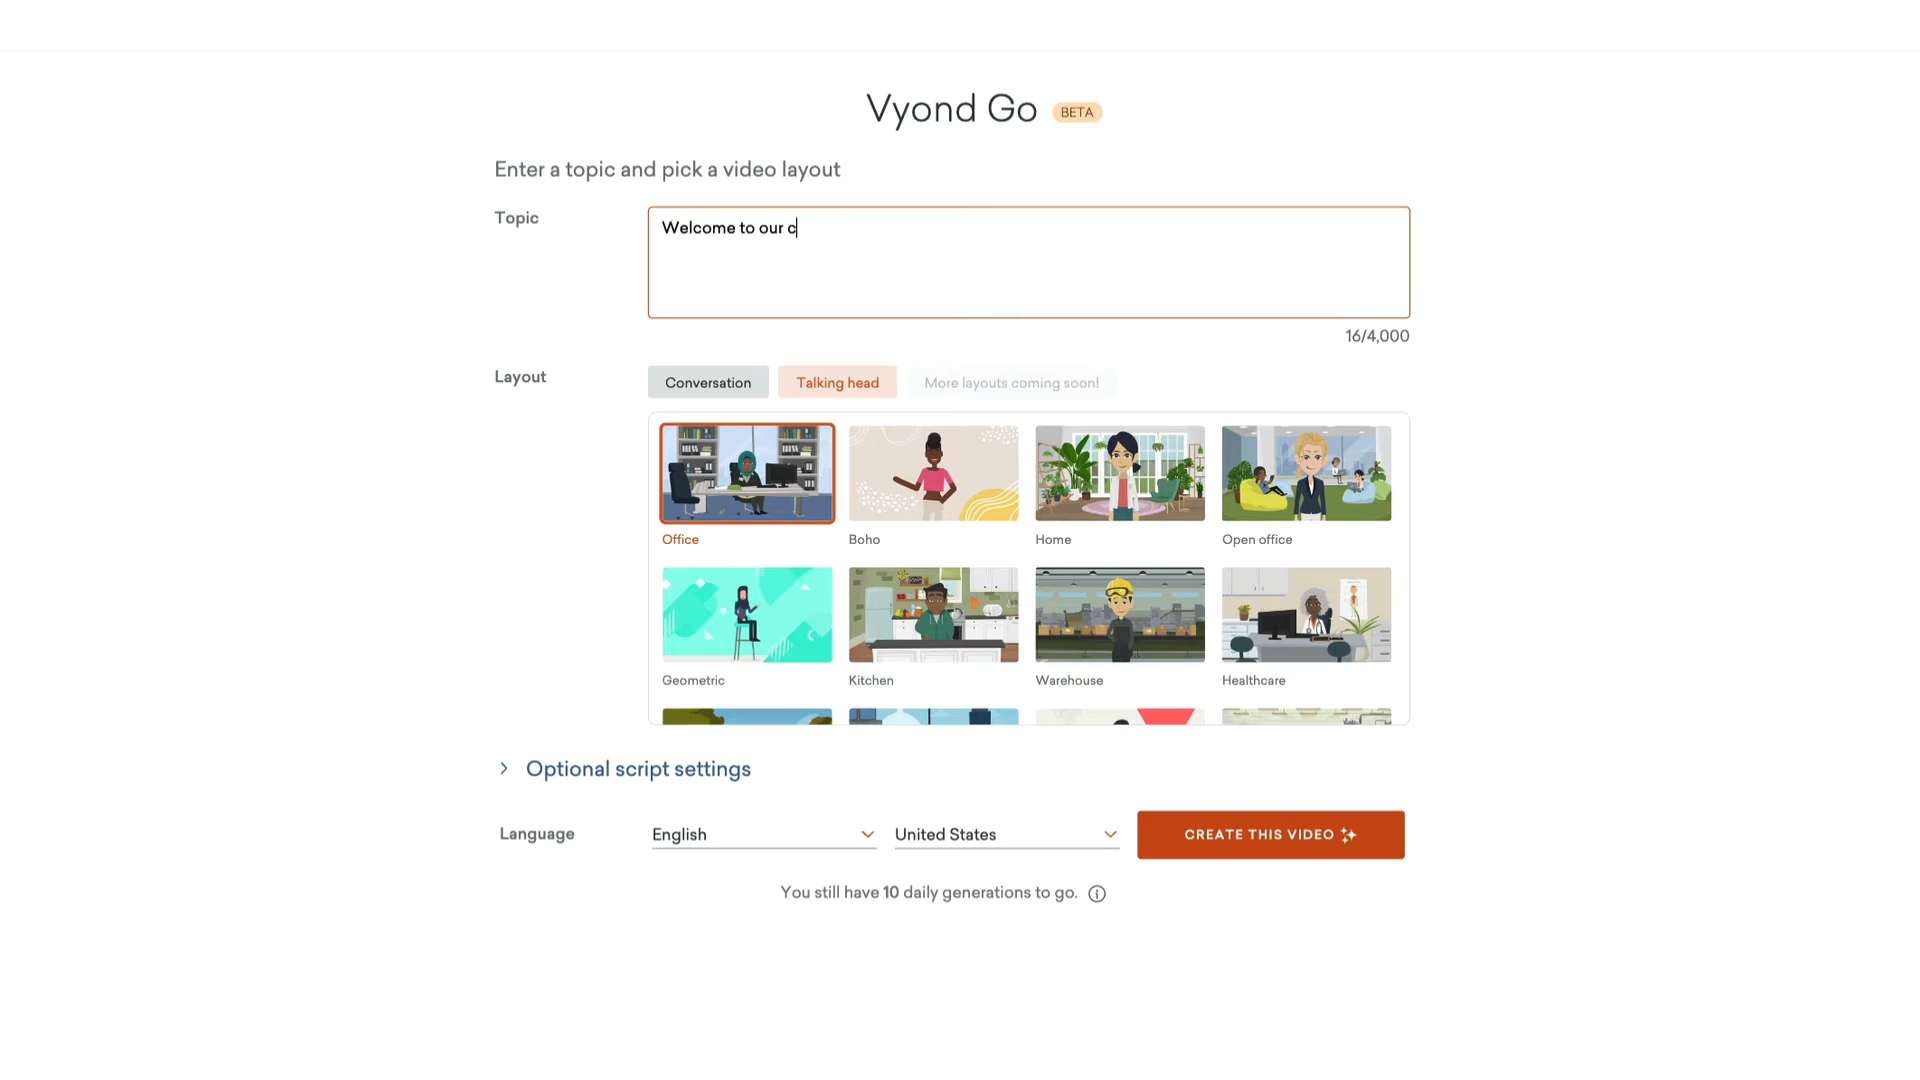 Vyond Go BETA
Enter a topic and pick a video layout
Topic
Welcome to our c
16/4,000
Layout
Conversation Talking head More layouts coming soon!
Office Boho Home Open office
Geometric Kitchen Warehouse Healthcare
Optional script settings
Language English United States CREATE THIS VIDEO
You still have 10 daily generations to go.